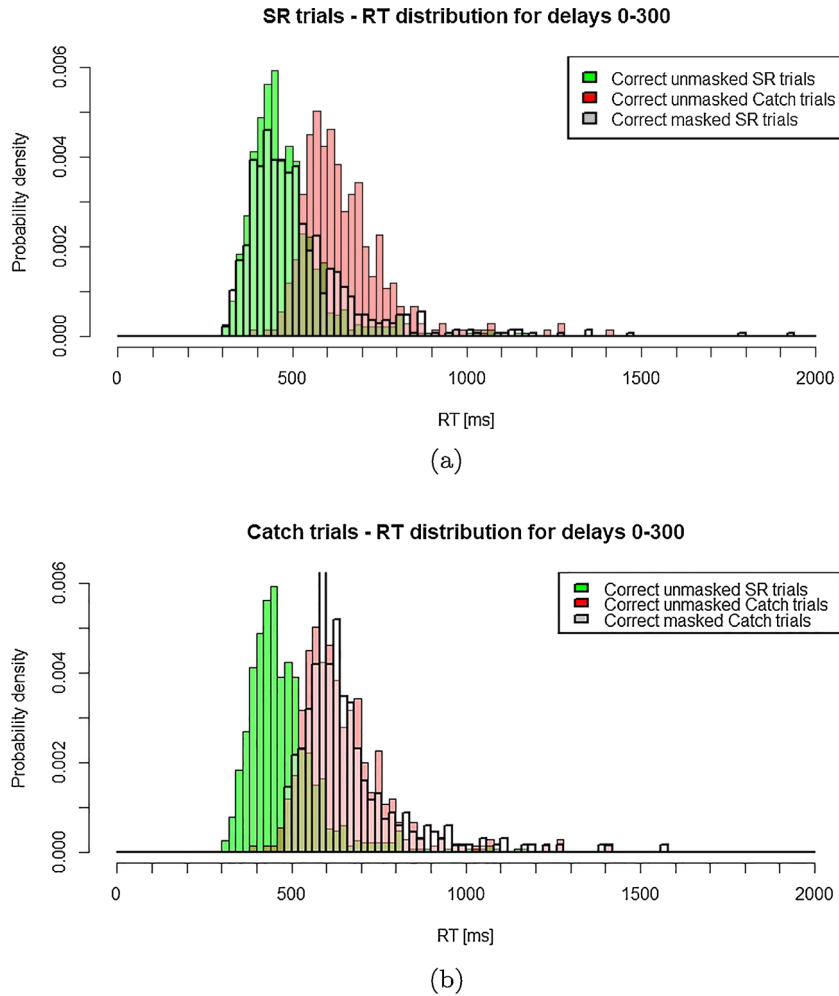 SR trials - RT distribution for delays 0-300
Correct unmasked SR trials
Correct unmasked Catch trials
Correct masked SR trials
Probability density
0.006
0.004
0.002
0.000
0 500 1000 1500 2000
RT [ms]
(a)
Catch trials - RT distribution for delays 0-300
Correct unmasked SR trials
Correct unmasked Catch trials
Correct masked Catch trials
Probability density
0.006
0.004
0.002
0.000
0 500 1000 1500 2000
RT [ms]
(b)